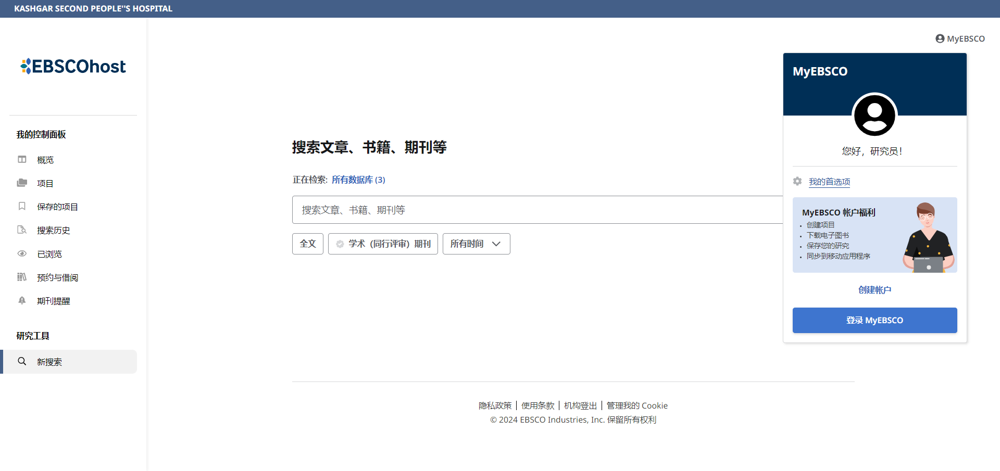 KASHGAR SECOND PEOPLE''S HOSPITAL
MyEBSCO
EBSCOhost
我的控制面板
概览
项目
保存的项目
搜索历史
已浏览
预约与借阅
期刊提醒
研究工具
新搜索
搜索文章、书籍、期刊等
正在检索: 所有数据库 (3)
搜索文章、书籍、期刊等
全文
学术（同行评审）期刊
所有时间
MyEBSCO
您好，研究员！
我的首选项
MyEBSCO 帐户福利
创建项目
下载电子图书
保存您的研究
同步到移动应用程序
创建帐户
登录 MyEBSCO
隐私政策 | 使用条款 | 机构登出 | 管理我的 Cookie
© 2024 EBSCO Industries, Inc. 保留所有权利